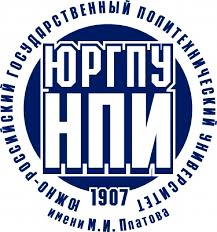 ЮЖНО-РОССИЙСКИЙ ГОСУДАРСТВЕННЫЙ ПОЛИТЕХНИЧЕСКИЙ УНИВЕРСИТЕТ
ЮРГПУ
НПИ
1907
имени М.И. Платова